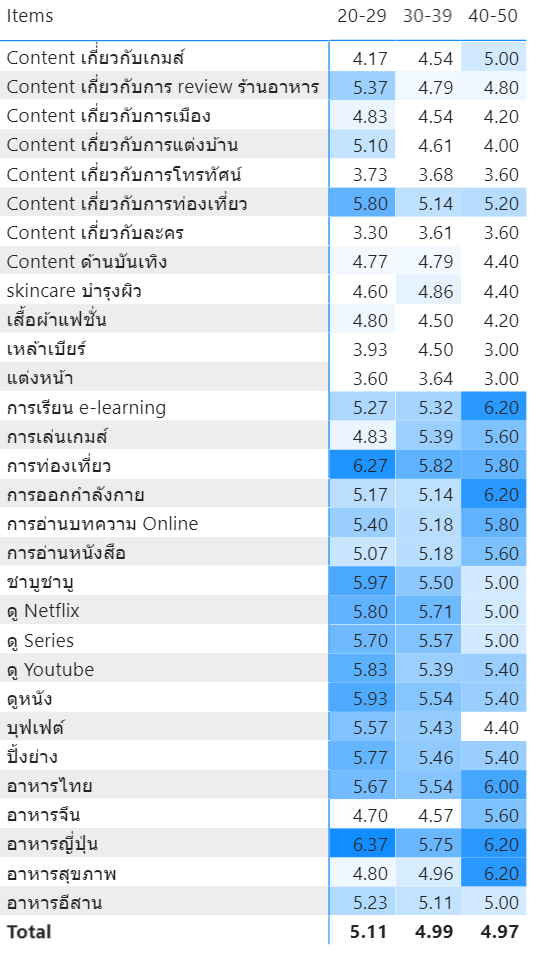 Items 20-29 30-39 40-50
Content เกี่ยวกับเกมส์ 4.17 4.54 5.00
Content เกี่ยวกับการ review ร้านอาหาร 5.37 4.79 4.80
Content เกี่ยวกับการเมือง 4.83 4.54 4.20
Content เกี่ยวกับการแต่งบ้าน 5.10 4.61 4.00
Content เกี่ยวกับการโทรทัศน์ 3.73 3.68 3.60
Content เกี่ยวกับการท่องเที่ยว 5.80 5.14 5.20
Content เกี่ยวกับละคร 3.30 3.61 3.60
Content ด้านบันเทิง 4.77 4.79 4.40
skincare บำรุงผิว 4.60 4.86 4.40
เสื้อผ้าแฟชั่น 4.80 4.50 4.20
เหล้าเบียร์ 3.93 4.50 3.00
แต่งหน้า 3.60 3.64 3.00
การเรียน e-learning 5.27 5.32 6.20
การเล่นเกมส์ 4.83 5.39 5.60
การท่องเที่ยว 6.27 5.82 5.80
การออกกำลังกาย 5.17 5.14 6.20
การอ่านบทความ Online 5.40 5.18 5.80
การอ่านหนังสือ 5.07 5.18 5.60
ชาบูชาบู 5.97 5.50 5.00
ดู Netflix 5.80 5.71 5.00
ดู Series 5.70 5.57 5.00
ดู Youtube 5.83 5.39 5.40
ดูหนัง 5.93 5.54 5.40
บุฟเฟต์ 5.57 5.43 4.40
ปิ้งย่าง 5.77 5.46 5.40
อาหารไทย 5.67 5.54 6.00
อาหารจีน 4.70 4.57 5.60
อาหารญี่ปุ่น 6.37 5.75 6.20
อาหารสุขภาพ 4.80 4.96 6.20
อาหารอีสาน 5.23 5.11 5.00
Total 5.11 4.99 4.97